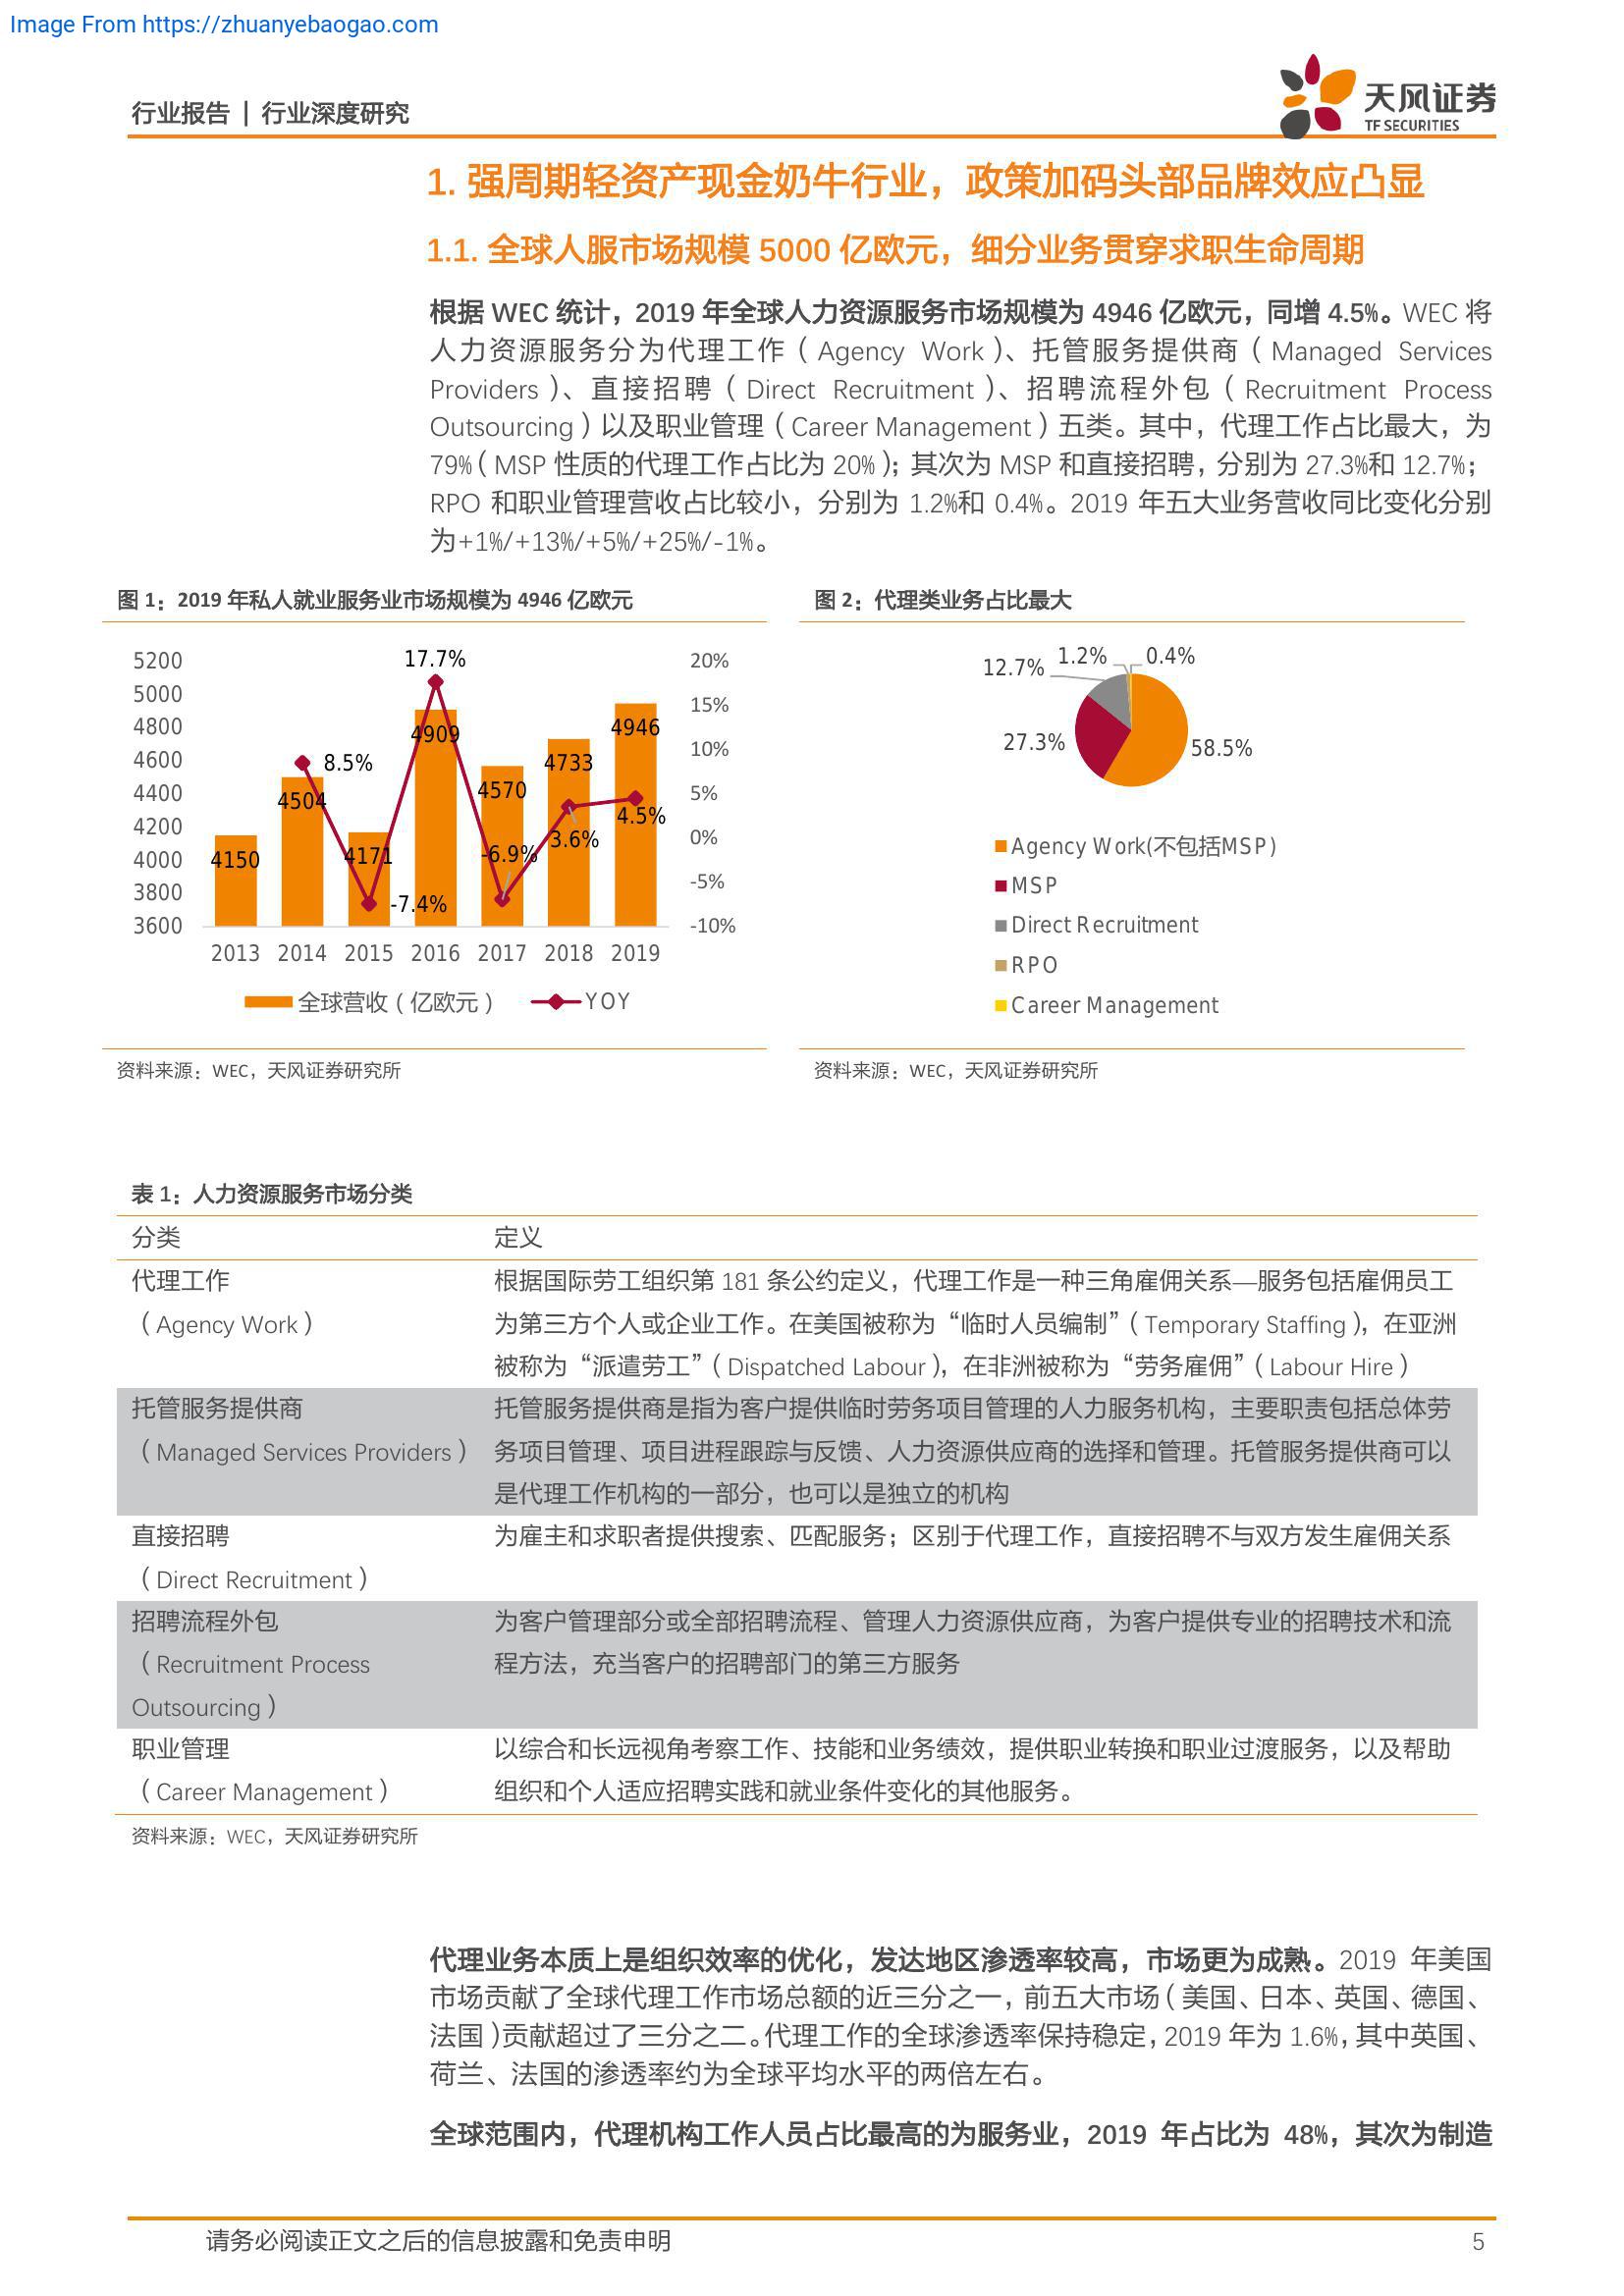 Image From https://zhuanyebaogao.com
行业报告 | 行业深度研究
天风证券
TF SECURITIES
1. 强周期轻资产现金奶牛行业，政策加码头部品牌效应凸显
1.1. 全球人服市场规模 5000 亿欧元，细分业务贯穿求职生命周期
根据 WEC 统计，2019 年全球人力资源服务市场规模为 4946 亿欧元，同增 4.5%。WEC 将
人力资源服务分为代理工作（Agency Work）、托管服务提供商（Managed Services
Providers）、直接招聘（Direct Recruitment）、招聘流程外包（Recruitment Process
Outsourcing）以及职业管理（Career Management）五类。其中，代理工作占比最大，为
79%（MSP 性质的代理工作占比为 20%）；其次为 MSP 和直接招聘，分别为 27.3%和 12.7%；
RPO 和职业管理营收占比较小，分别为 1.2%和 0.4%。2019 年五大业务营收同比变化分别
为+1%/+13%/+5%/+25%/-1%。
图 1：2019 年私人就业服务业市场规模为 4946 亿欧元
5200
5000
4800
4600
4400
4200
4000
3800
3600
20%
15%
10%
5%
0%
-5%
-10%
4150
4504
4171
4909
4570
4733
4946
8.5%
-7.4%
17.7%
-6.9%
3.6%
4.5%
2013 2014 2015 2016 2017 2018 2019
全球营收（亿欧元） YOY
资料来源：WEC，天风证券研究所
图 2：代理类业务占比最大
12.7% 1.2% 0.4%
27.3% 58.5%
Agency Work(不包括MSP)
MSP
Direct Recruitment
RPO
Career Management
资料来源：WEC，天风证券研究所
表 1：人力资源服务市场分类
分类 定义
代理工作 根据国际劳工组织第 181 条公约定义，代理工作是一种三角雇佣关系—服务包括雇佣员工
（Agency Work） 为第三方个人或企业工作。在美国被称为“临时人员编制”（Temporary Staffing），在亚洲
被称为“派遣劳工”（Dispatched Labour），在非洲被称为“劳务雇佣”（Labour Hire）
托管服务提供商 托管服务提供商是指为客户提供临时劳务项目管理的人力服务机构，主要职责包括总体劳
（Managed Services Providers） 务项目管理、项目进程跟踪与反馈、人力资源供应商的选择和管理。托管服务提供商可以
是代理工作机构的一部分，也可以是独立的机构
直接招聘 为雇主和求职者提供搜索、匹配服务；区别于代理工作，直接招聘不与双方发生雇佣关系
（Direct Recruitment）
招聘流程外包 为客户管理部分或全部招聘流程、管理人力资源供应商，为客户提供专业的招聘技术和流
（Recruitment Process 程方法，充当客户的招聘部门的第三方服务
Outsourcing）
职业管理 以综合和长远视角考察工作、技能和业务绩效，提供职业转换和职业过渡服务，以及帮助
（Career Management） 组织和个人适应招聘实践和就业条件变化的其他服务。
资料来源：WEC，天风证券研究所
代理业务本质上是组织效率的优化，发达地区渗透率较高，市场更为成熟。2019 年美国
市场贡献了全球代理工作市场总额的近三分之一，前五大市场（美国、日本、英国、德国、
法国）贡献超过了三分之二。代理工作的全球渗透率保持稳定，2019 年为 1.6%，其中英国、
荷兰、法国的渗透率约为全球平均水平的两倍左右。
全球范围内，代理机构工作人员占比最高的为服务业，2019 年占比为 48%，其次为制造
请务必阅读正文之后的信息披露和免责申明 5